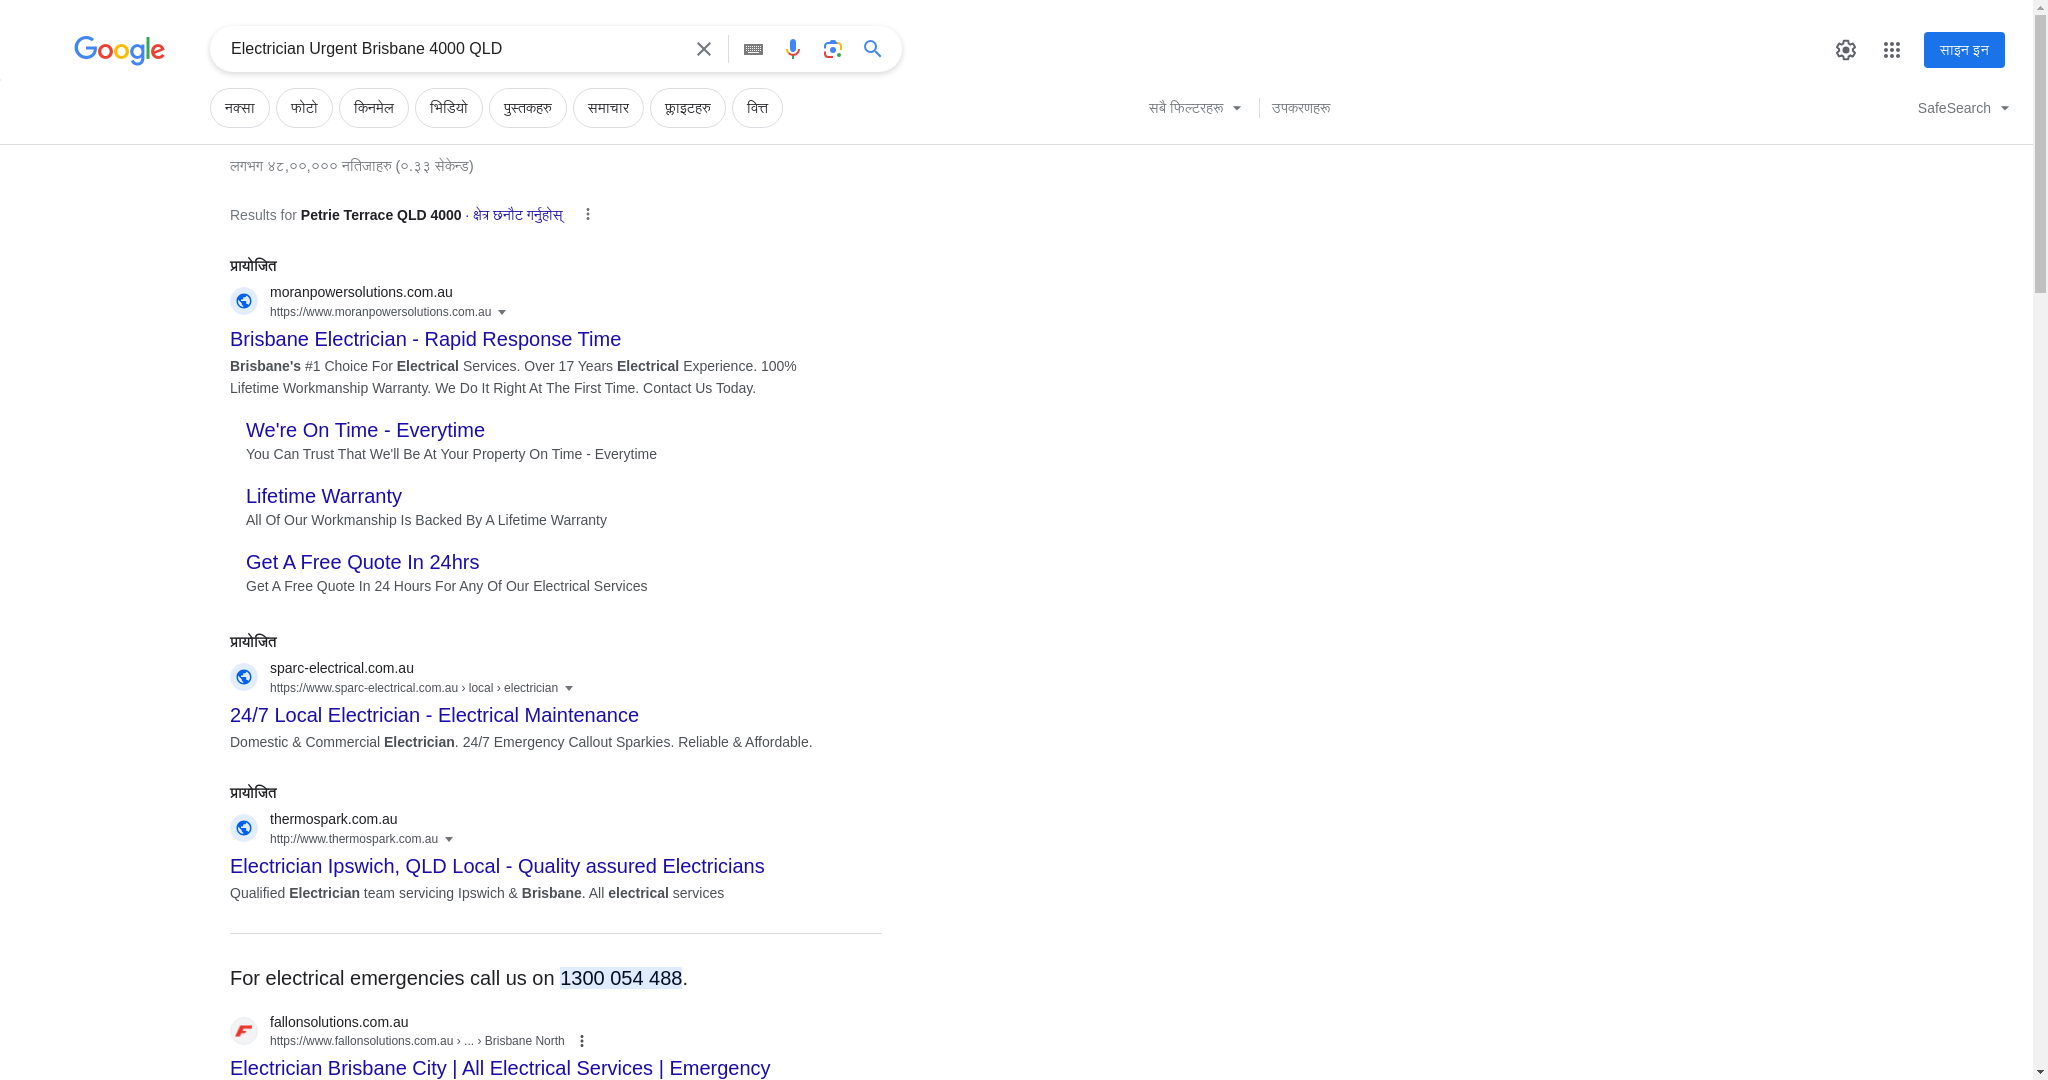 Google
Electrician Urgent Brisbane 4000 QLD
साइन इन
नक्सा
फोटो
किनमेल
भिडियो
पुस्तकहरु
समाचार
फ्लाइटहरु
वित्त
सबै फिल्टरहरू
उपकरणहरू
SafeSearch
लगभग ४८,००,००० नतिजाहरु (०.३३ सेकेन्ड)
Results for Petrie Terrace QLD 4000 · क्षेत्र छनौट गर्नुहोस्
प्रायोजित
moranpowersolutions.com.au
https://www.moranpowersolutions.com.au
Brisbane Electrician - Rapid Response Time
Brisbane's #1 Choice For Electrical Services. Over 17 Years Electrical Experience. 100%
Lifetime Workmanship Warranty. We Do It Right At The First Time. Contact Us Today.
We're On Time - Everytime
You Can Trust That We'll Be At Your Property On Time - Everytime
Lifetime Warranty
All Of Our Workmanship Is Backed By A Lifetime Warranty
Get A Free Quote In 24hrs
Get A Free Quote In 24 Hours For Any Of Our Electrical Services
प्रायोजित
sparc-electrical.com.au
https://www.sparc-electrical.com.au › local › electrician
24/7 Local Electrician - Electrical Maintenance
Domestic & Commercial Electrician. 24/7 Emergency Callout Sparkies. Reliable & Affordable.
प्रायोजित
thermospark.com.au
http://www.thermospark.com.au
Electrician Ipswich, QLD Local - Quality assured Electricians
Qualified Electrician team servicing Ipswich & Brisbane. All electrical services
For electrical emergencies call us on 1300 054 488.
fallonsolutions.com.au
https://www.fallonsolutions.com.au › ... › Brisbane North
Electrician Brisbane City | All Electrical Services | Emergency